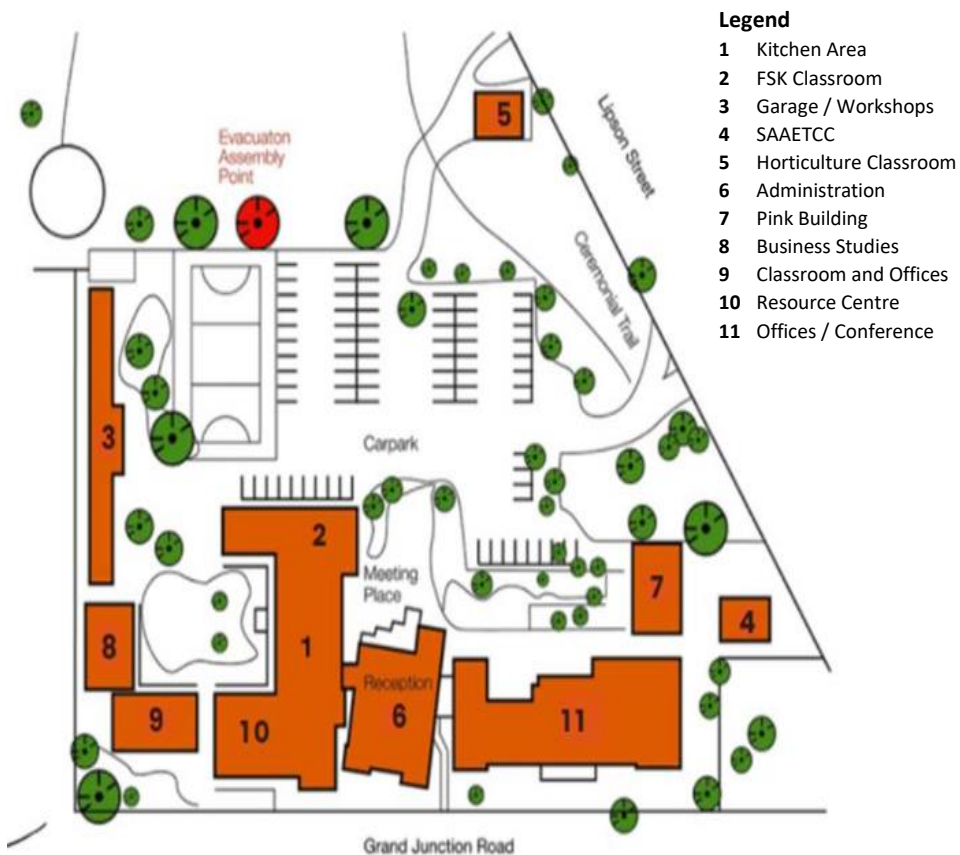 Legend
1 Kitchen Area
2 FSK Classroom
3 Garage / Workshops
4 SAAETCC
5 Horticulture Classroom
6 Administration
7 Pink Building
8 Business Studies
9 Classroom and Offices
10 Resource Centre
11 Offices / Conference
5
Lipson Street
Evacuaton
Assembly
Point
Ceremonial Trail
3
Carpark
2
Meeting
Place
7
4
8
1
Reception
6
9
10
11
Grand Junction Road